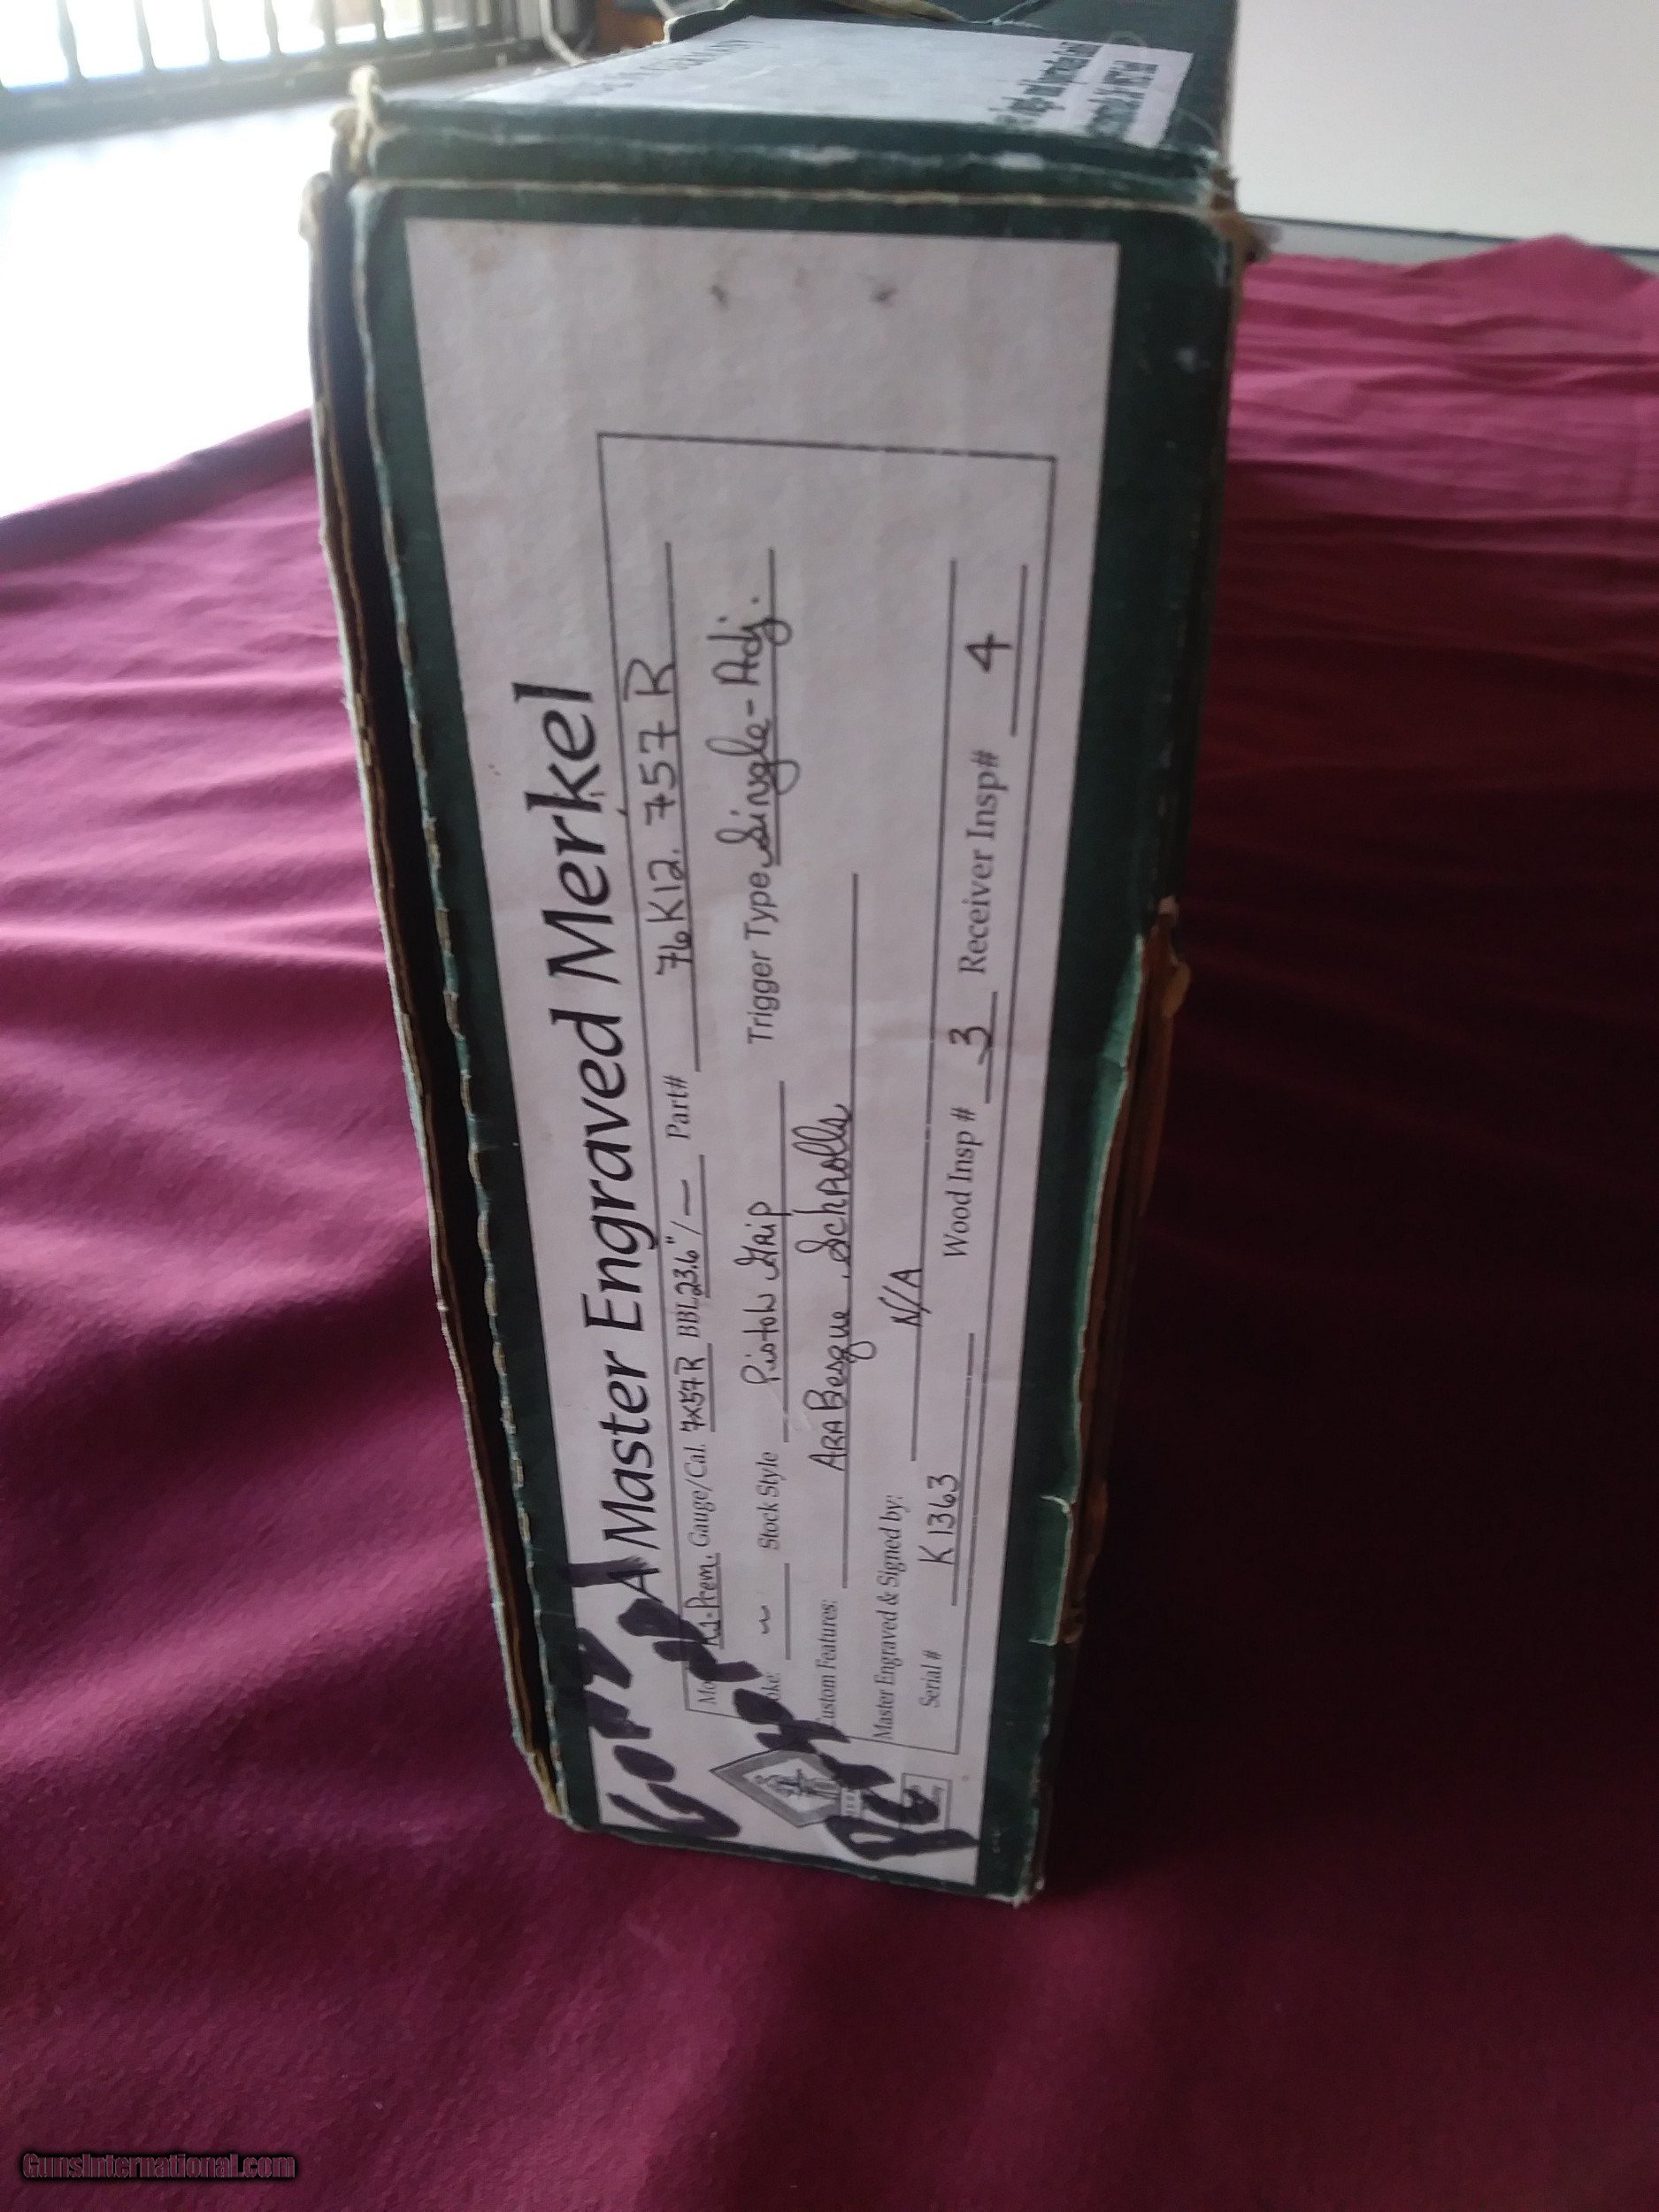 A Master Engraved Merkel
K1-Prem. Gauge/Cal. 7x57R BBL 23.6"/— Part# 76K12.757R
~ Stock Style Pistol Grip Trigger Type Single-Adj.
Custom Features: ARABesque Schrolls
Master Engraved & Signed by: N/A
Serial # K1363 Wood Insp # 3 Receiver Insp# 4
GunsInternational.com